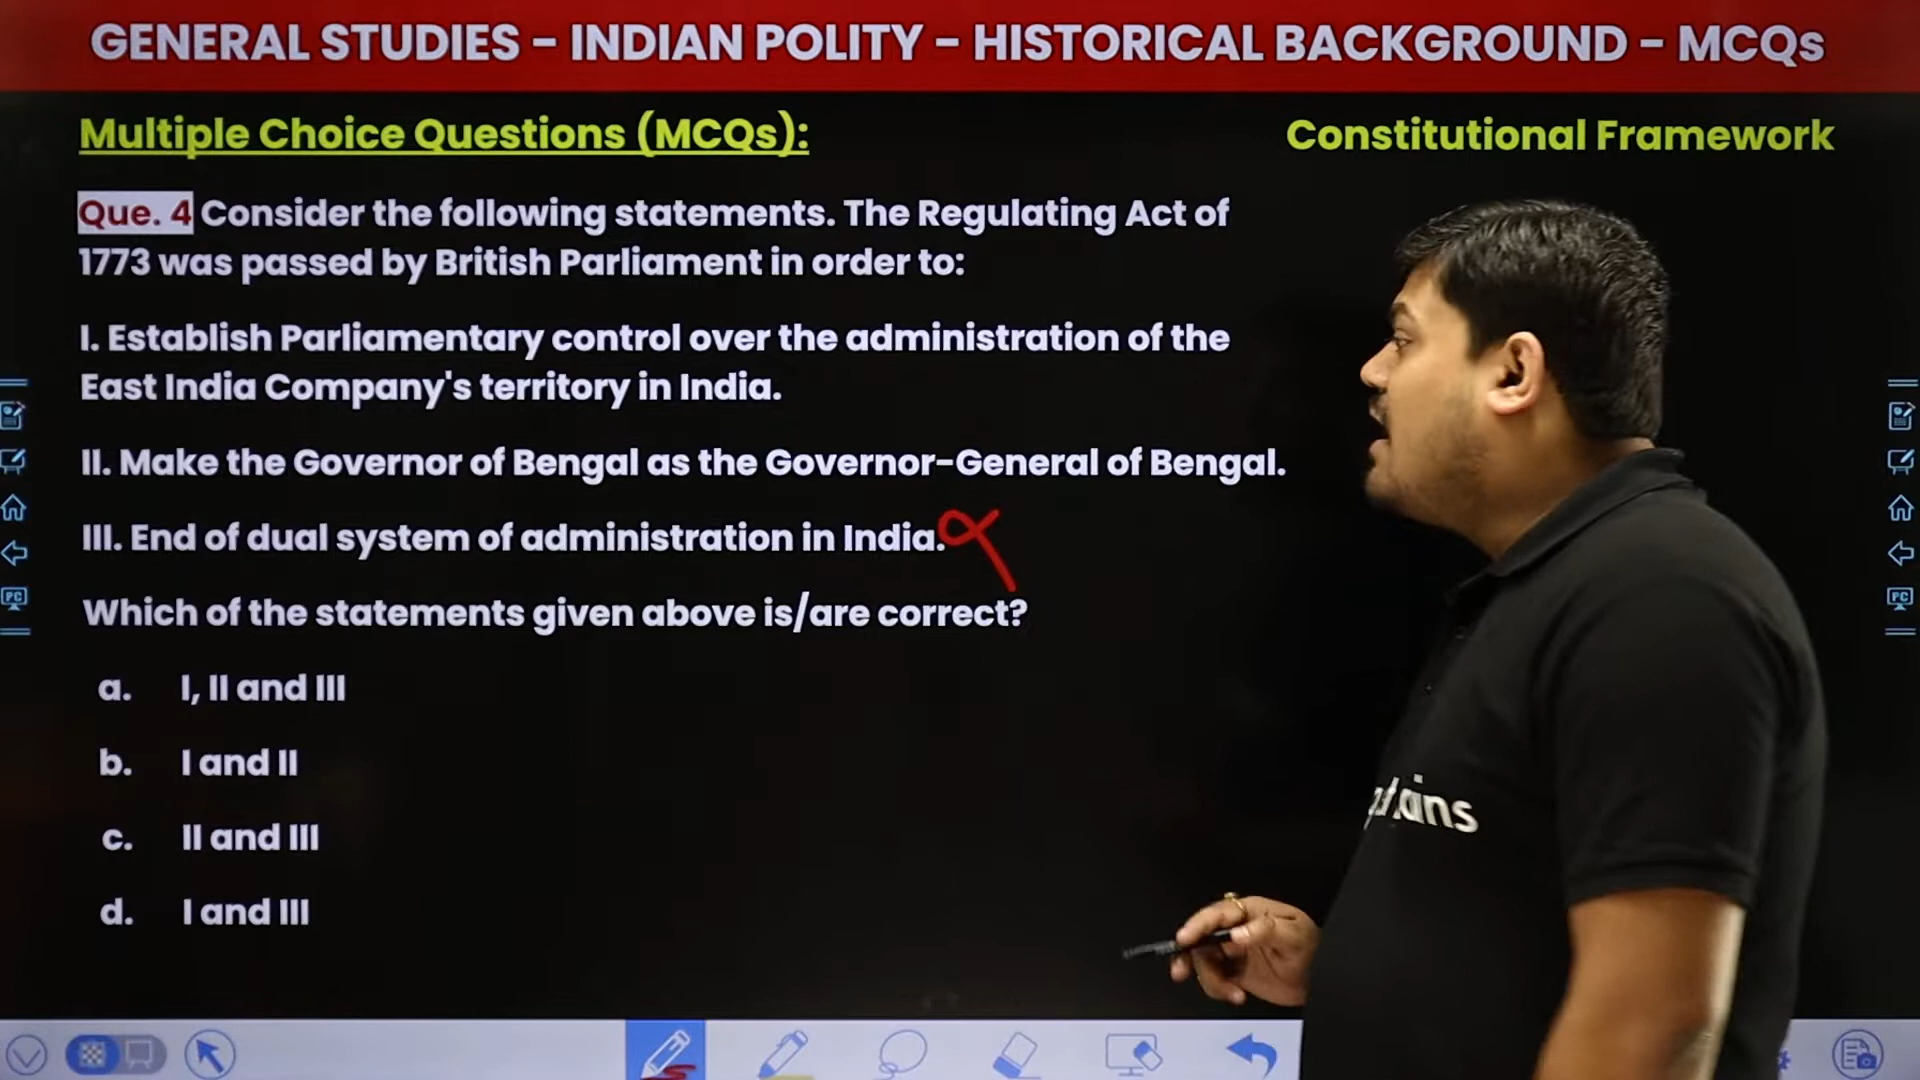 GENERAL STUDIES - INDIAN POLITY - HISTORICAL BACKGROUND - MCQs
Multiple Choice Questions (MCQs):
Constitutional Framework
Que. 4 Consider the following statements. The Regulating Act of
1773 was passed by British Parliament in order to:
I. Establish Parliamentary control over the administration of the
East India Company's territory in India.
II. Make the Governor of Bengal as the Governor-General of Bengal.
III. End of dual system of administration in India.
Which of the statements given above is/are correct?
a. I, II and III
b. I and II
c. II and III
d. I and III
PC
PC